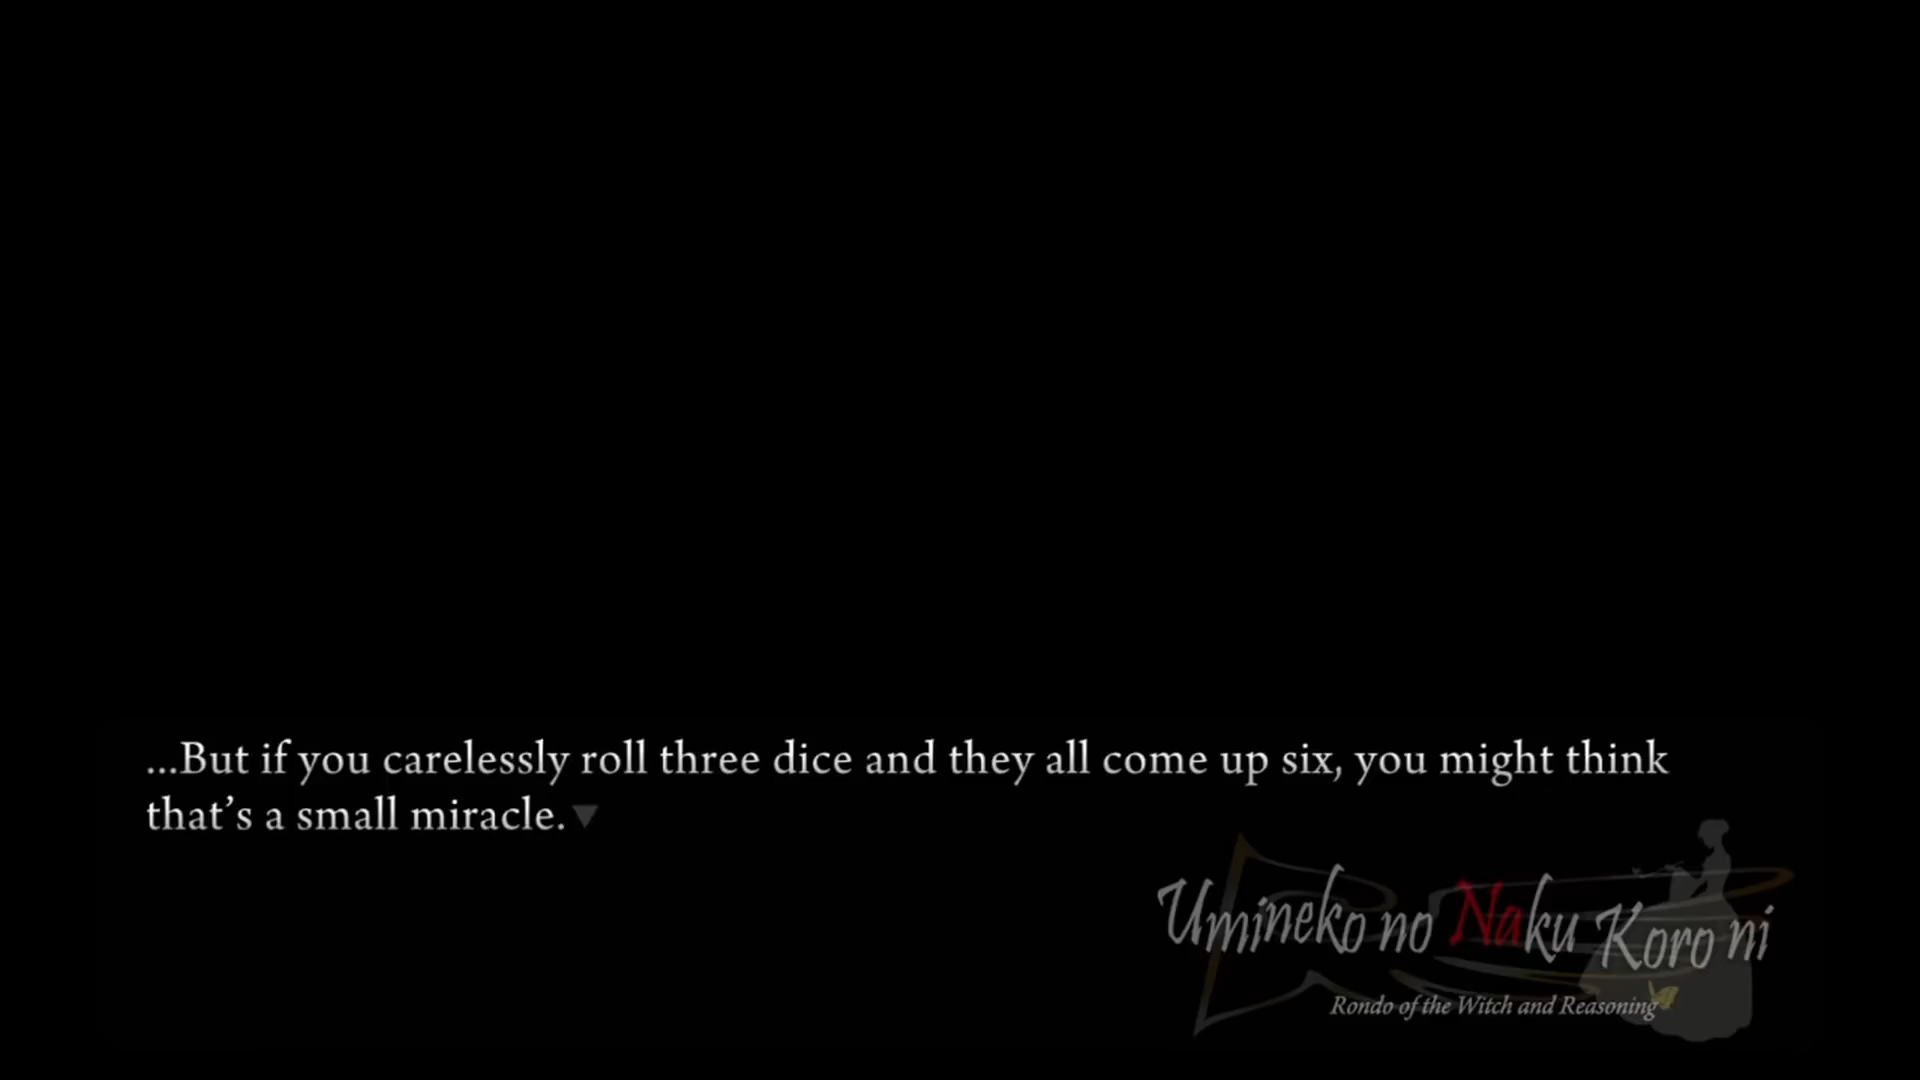 ...But if you carelessly roll three dice and they all come up six, you might think
that’s a small miracle.
Umineko no Naku Koro ni
Rondo of the Witch and Reasoning